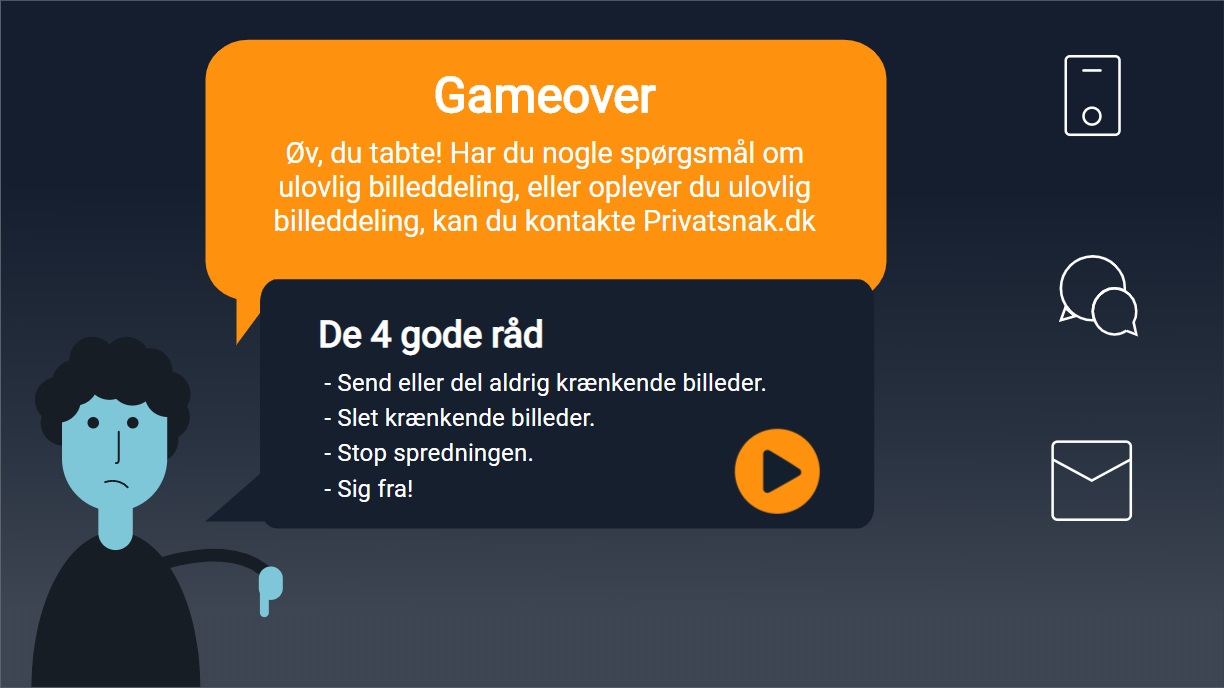 Gameover
Øv, du tabte! Har du nogle spørgsmål om
ulovlig billeddeling, eller oplever du ulovlig
billeddeling, kan du kontakte Privatsnak.dk
De 4 gode råd
- Send eller del aldrig krænkende billeder.
- Slet krænkende billeder.
- Stop spredningen.
- Sig fra!